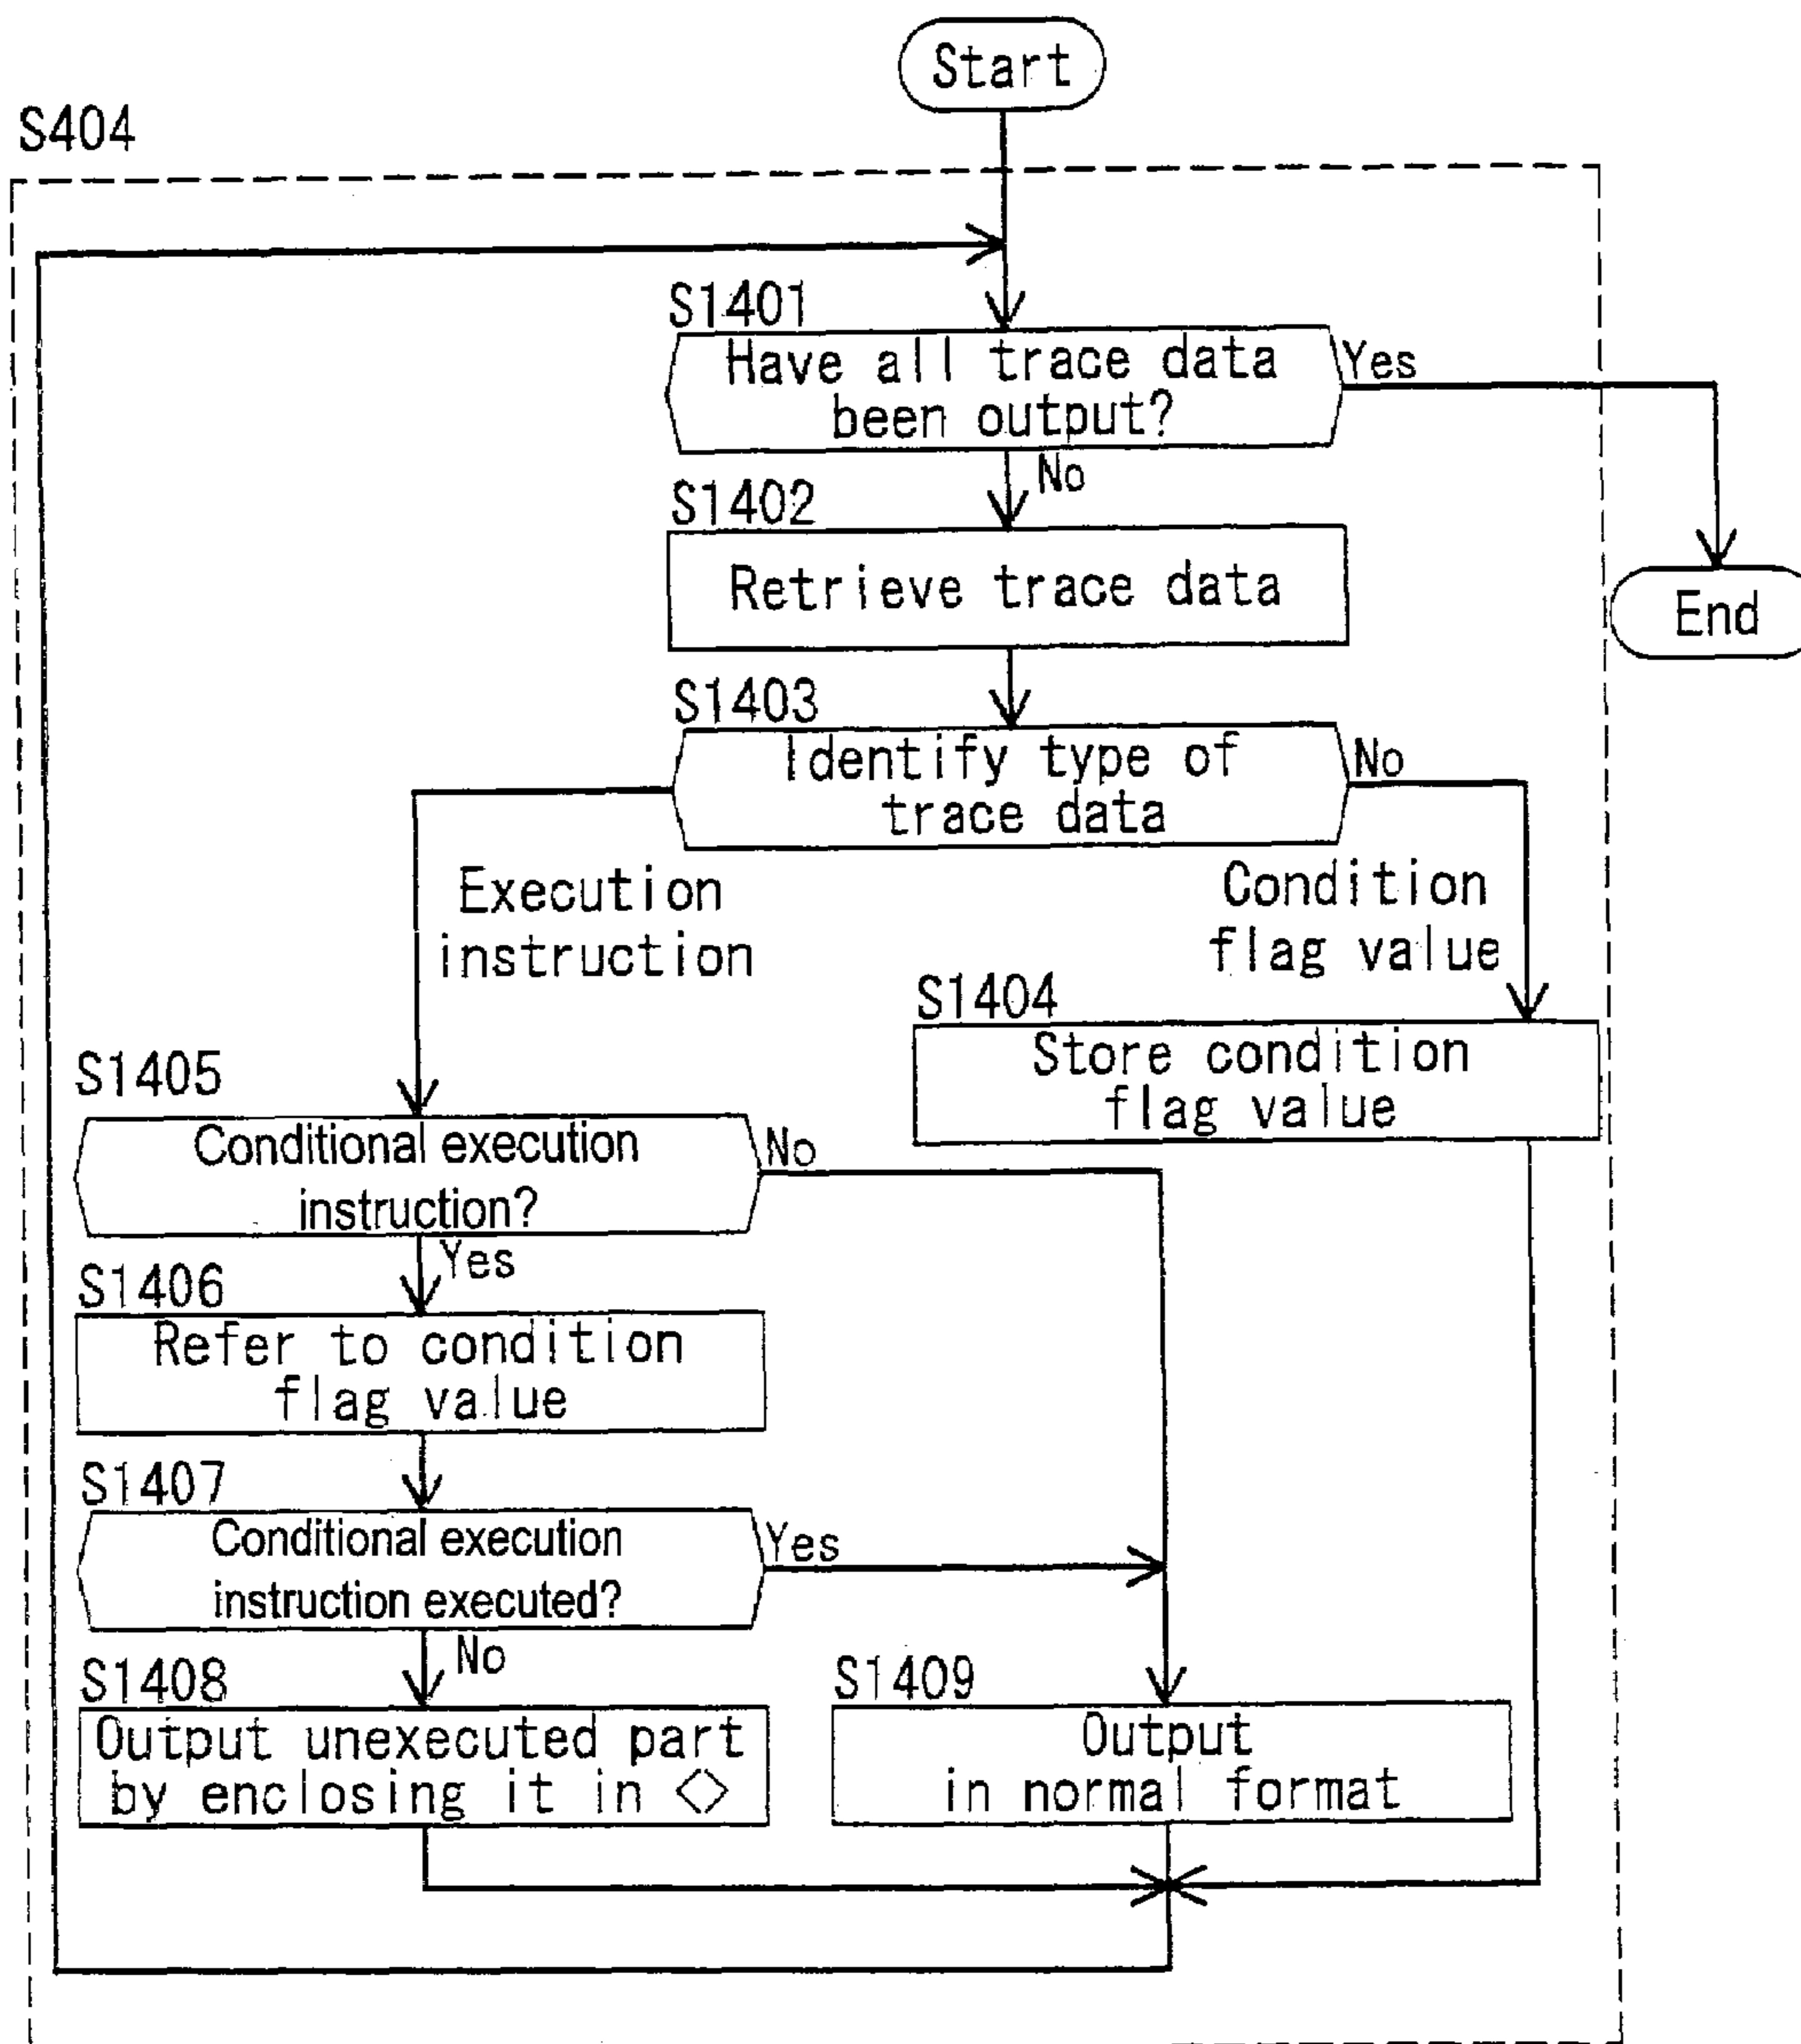 Start
S404
S1401
Have all trace data
been output?
Yes
No
S1402
Retrieve trace data
End
S1403
Identify type of
trace data
No
Execution
instruction
Condition
flag value
S1404
Store condition
flag value
S1405
Conditional execution
instruction?
No
Yes
S1406
Refer to condition
flag value
S1407
Conditional execution
instruction executed?
Yes
No
S1408
Output unexecuted part
by enclosing it in <>
S1409
Output
in normal format